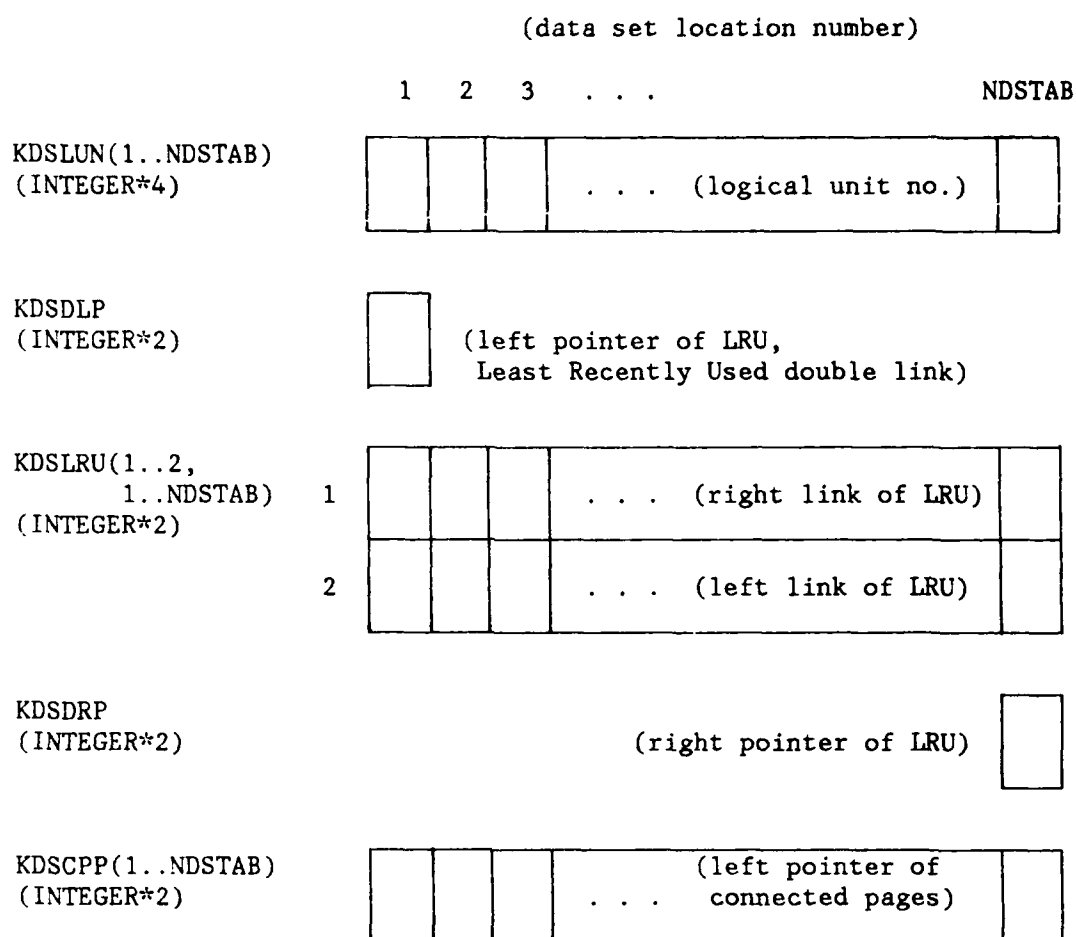 (data set location number)
1 2 3 . . . NDSTAB
KDSLUN(1..NDSTAB)
(INTEGER*4)
. . . (logical unit no.)
KDSDLP
(INTEGER*2)
(left pointer of LRU,
Least Recently Used double link)
KDSLRU(1..2,
1..NDSTAB)
(INTEGER*2)
1
. . . (right link of LRU)
2
. . . (left link of LRU)
KDSDRP
(INTEGER*2)
(right pointer of LRU)
KDSCPP(1..NDSTAB)
(INTEGER*2)
(left pointer of
. . . connected pages)